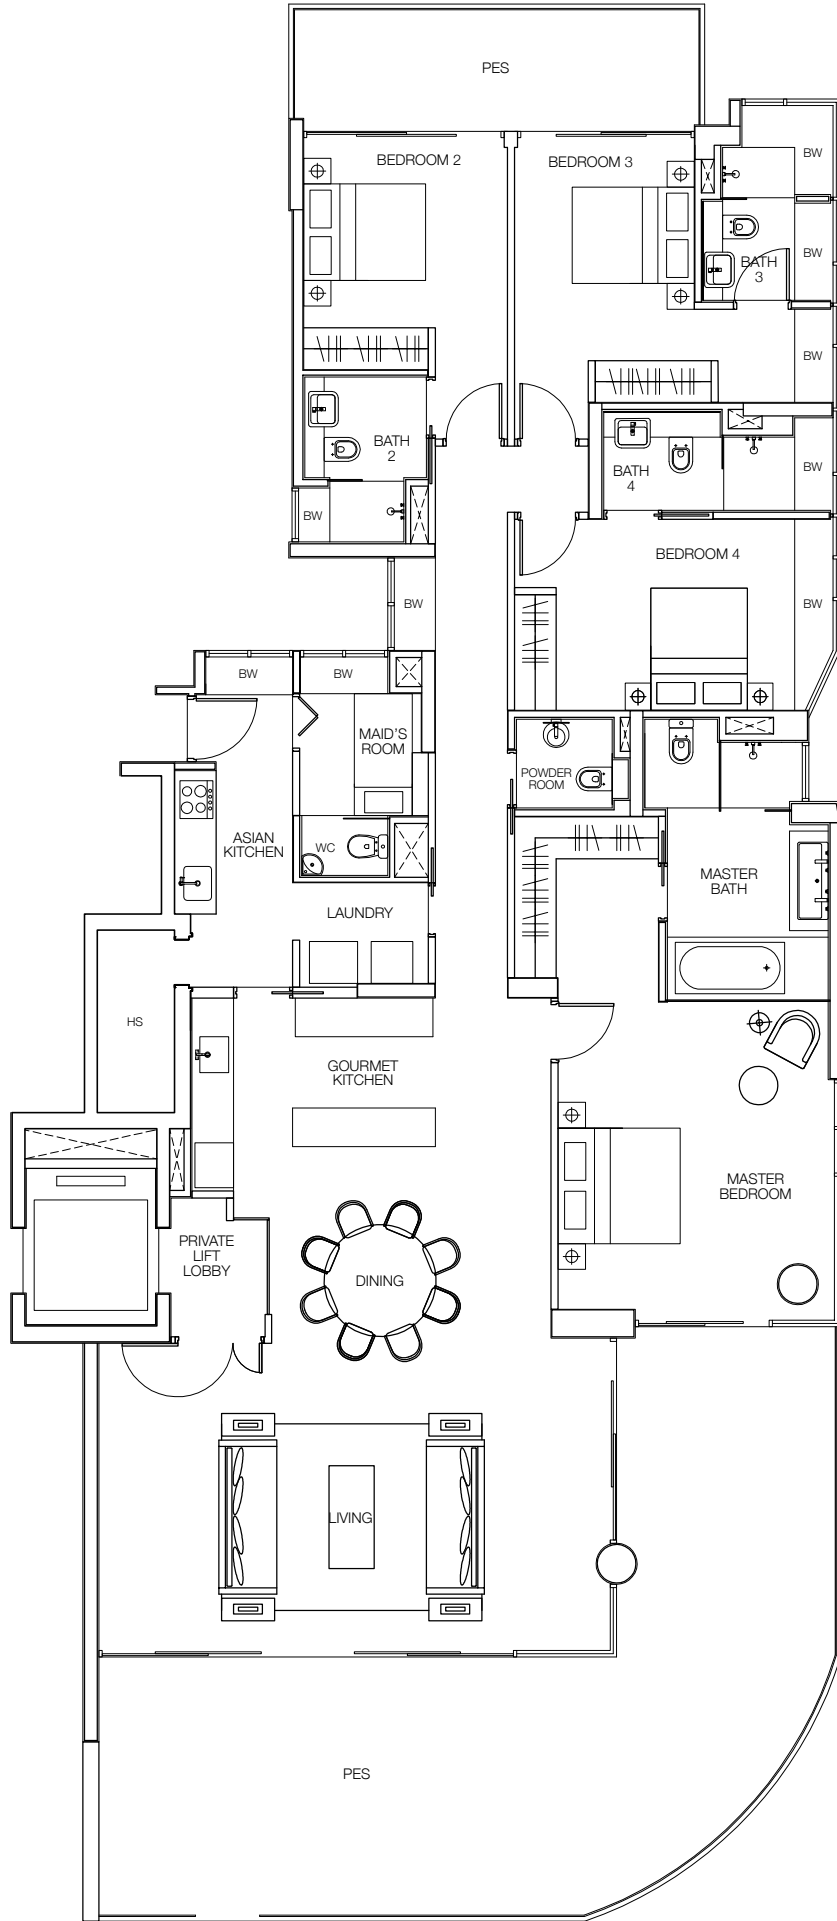 PES
BEDROOM 2
BEDROOM 3
BW
BATH
3
BW
BW
BATH
2
BATH
4
BW
BW
BEDROOM 4
BW
BW
BW
BW
MAID'S
ROOM
POWDER
ROOM
ASIAN
KITCHEN
WC
MASTER
BATH
LAUNDRY
HS
GOURMET
KITCHEN
MASTER
BEDROOM
PRIVATE
LIFT
LOBBY
DINING
LIVING
PES